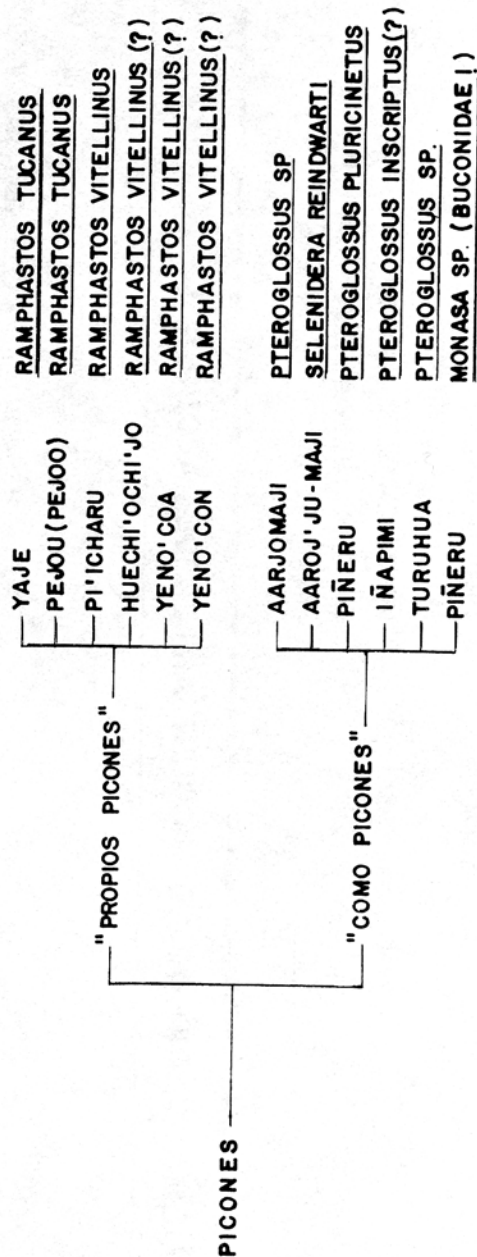 PICONES
"PROPIOS PICONES"
YAJE RAMPHASTOS TUCANUS
PEJOU (PEJOO) RAMPHASTOS TUCANUS
PI'ICHARU RAMPHASTOS VITELLINUS
HUECHI'OCHI'JO RAMPHASTOS VITELLINUS (?)
YENO'COA RAMPHASTOS VITELLINUS (?)
YENO'CON RAMPHASTOS VITELLINUS (?)
"COMO PICONES"
AARJOMAJI PTEROGLOSSUS SP
AAROJ'JU-MAJI SELENIDERA REINDWARTI
PIÑERU PTEROGLOSSUS PLURICINETUS
IÑAPIMI PTEROGLOSSUS INSCRIPTUS (?)
TURUHUA PTEROGLOSSUS SP.
PIÑERU MONASA SP. (BUCONIDAE !)